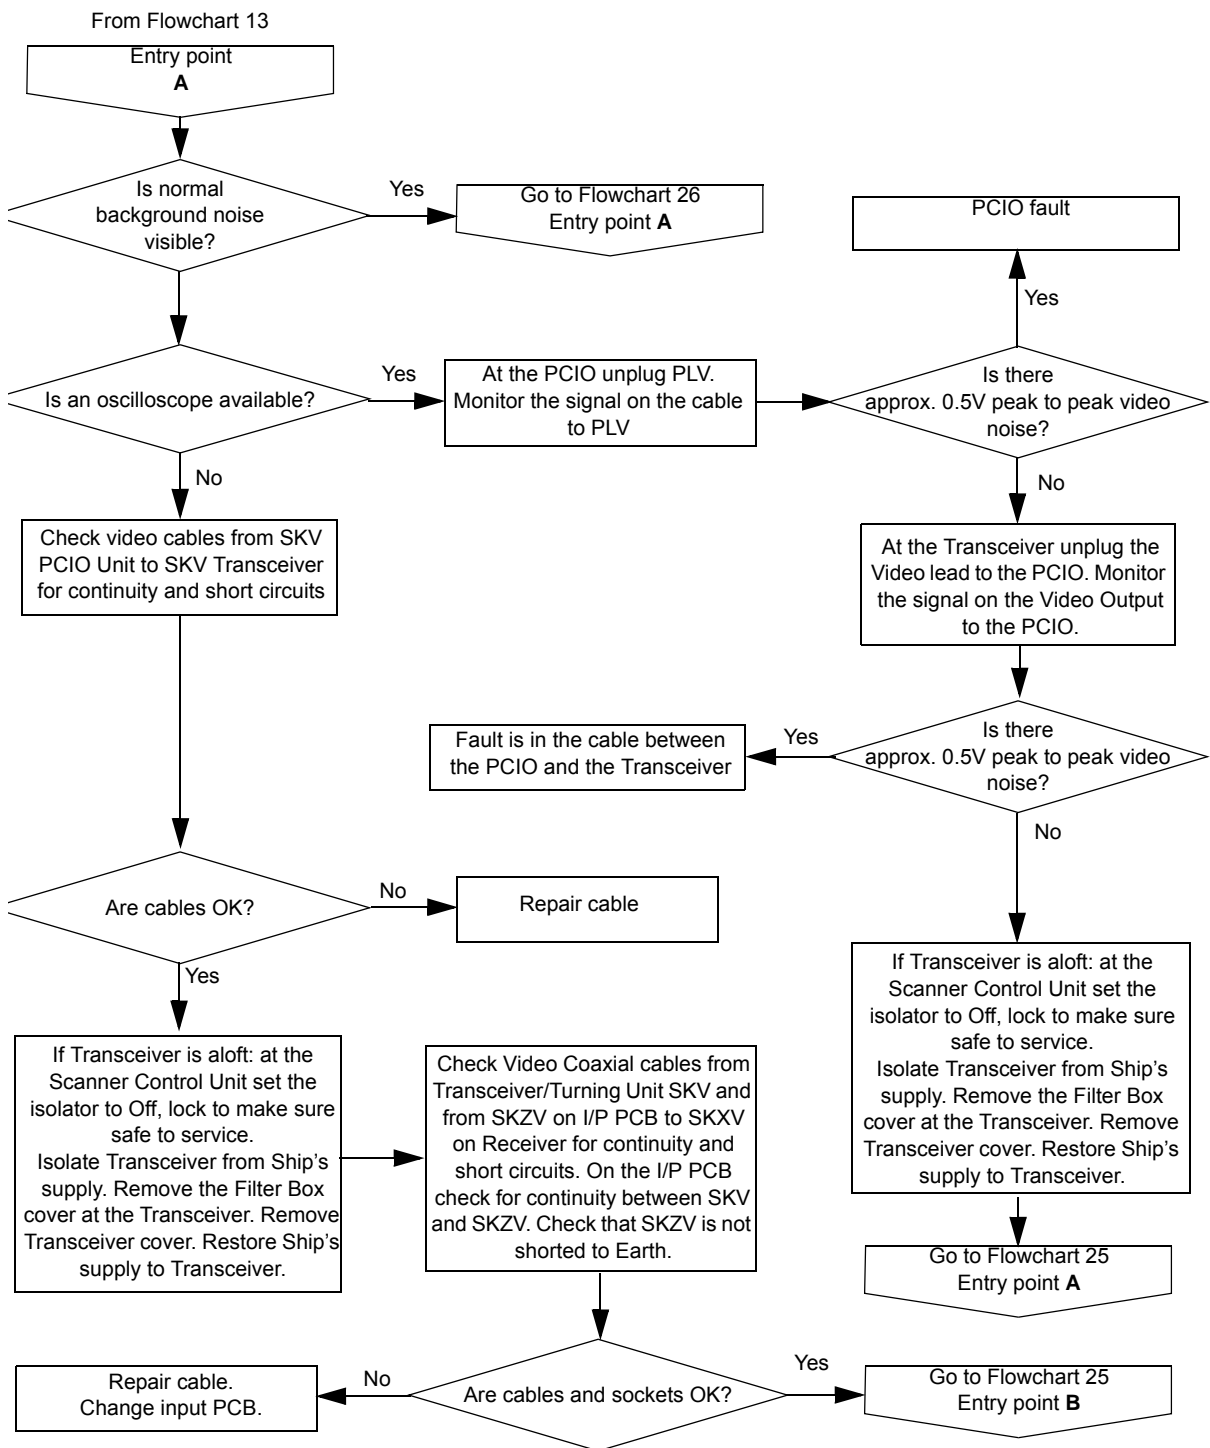 From Flowchart 13
Entry point
A
Is normal
background noise
visible?
Yes
Go to Flowchart 26
Entry point A
PCIO fault
Yes
Is an oscilloscope available?
Yes
At the PCIO unplug PLV.
Monitor the signal on the cable
to PLV
Is there
approx. 0.5V peak to peak video
noise?
No
No
Check video cables from SKV
PCIO Unit to SKV Transceiver
for continuity and short circuits
At the Transceiver unplug the
Video lead to the PCIO. Monitor
the signal on the Video Output
to the PCIO.
Fault is in the cable between
the PCIO and the Transceiver
Yes
Is there
approx. 0.5V peak to peak video
noise?
No
Are cables OK?
No
Repair cable
Yes
If Transceiver is aloft: at the
Scanner Control Unit set the
isolator to Off, lock to make sure
safe to service.
Isolate Transceiver from Ship's
supply. Remove the Filter Box
cover at the Transceiver. Remove
Transceiver cover. Restore Ship's
supply to Transceiver.
Check Video Coaxial cables from
Transceiver/Turning Unit SKV and
from SKZV on I/P PCB to SKXV
on Receiver for continuity and
short circuits. On the I/P PCB
check for continuity between SKV
and SKZV. Check that SKZV is not
shorted to Earth.
If Transceiver is aloft: at the
Scanner Control Unit set the
isolator to Off, lock to make sure
safe to service.
Isolate Transceiver from Ship's
supply. Remove the Filter Box
cover at the Transceiver. Remove
Transceiver cover. Restore Ship's
supply to Transceiver.
Go to Flowchart 25
Entry point A
Repair cable.
Change input PCB.
No
Are cables and sockets OK?
Yes
Go to Flowchart 25
Entry point B